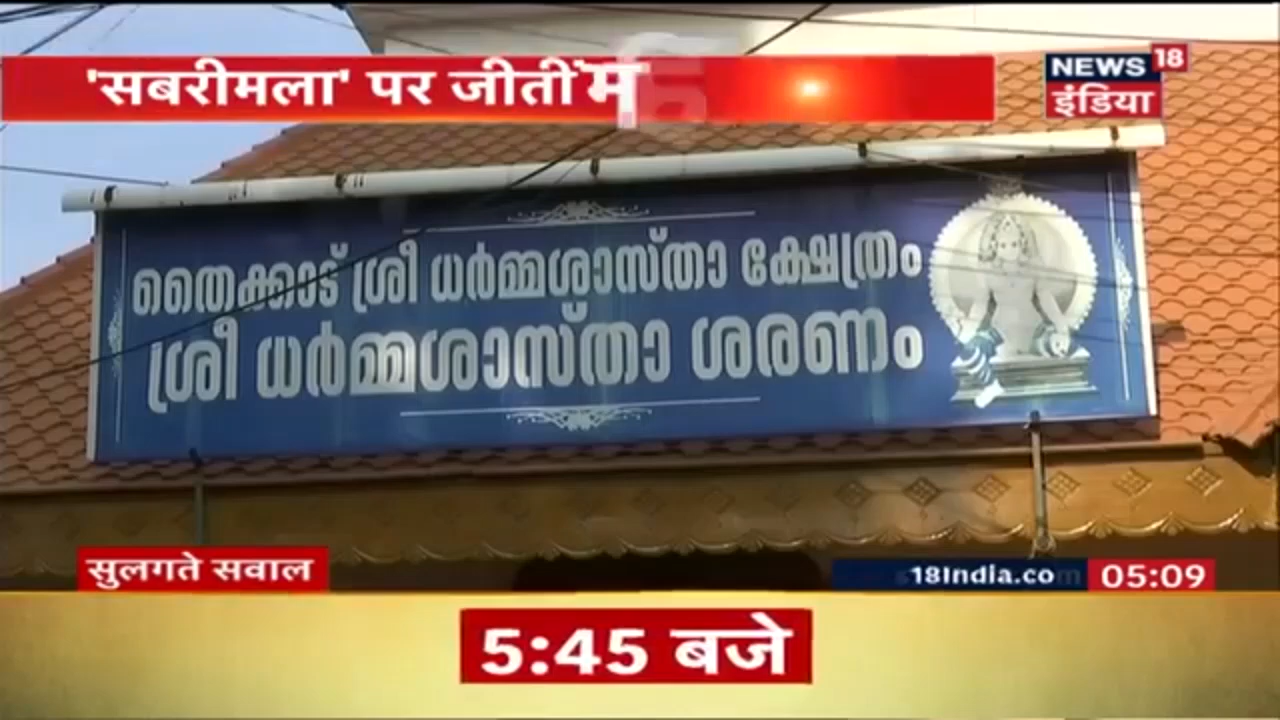 'सबरीमला' पर जीतीं म
NEWS 18
इंडिया
തൈക്കാട് ശ്രീ ധർമ്മശാസ്താ ക്ഷേത്രം
ശ്രീ ധർമ്മശാസ്താ ശരണം
सुलगते सवाल
18India.co
05:09
5:45 बजे